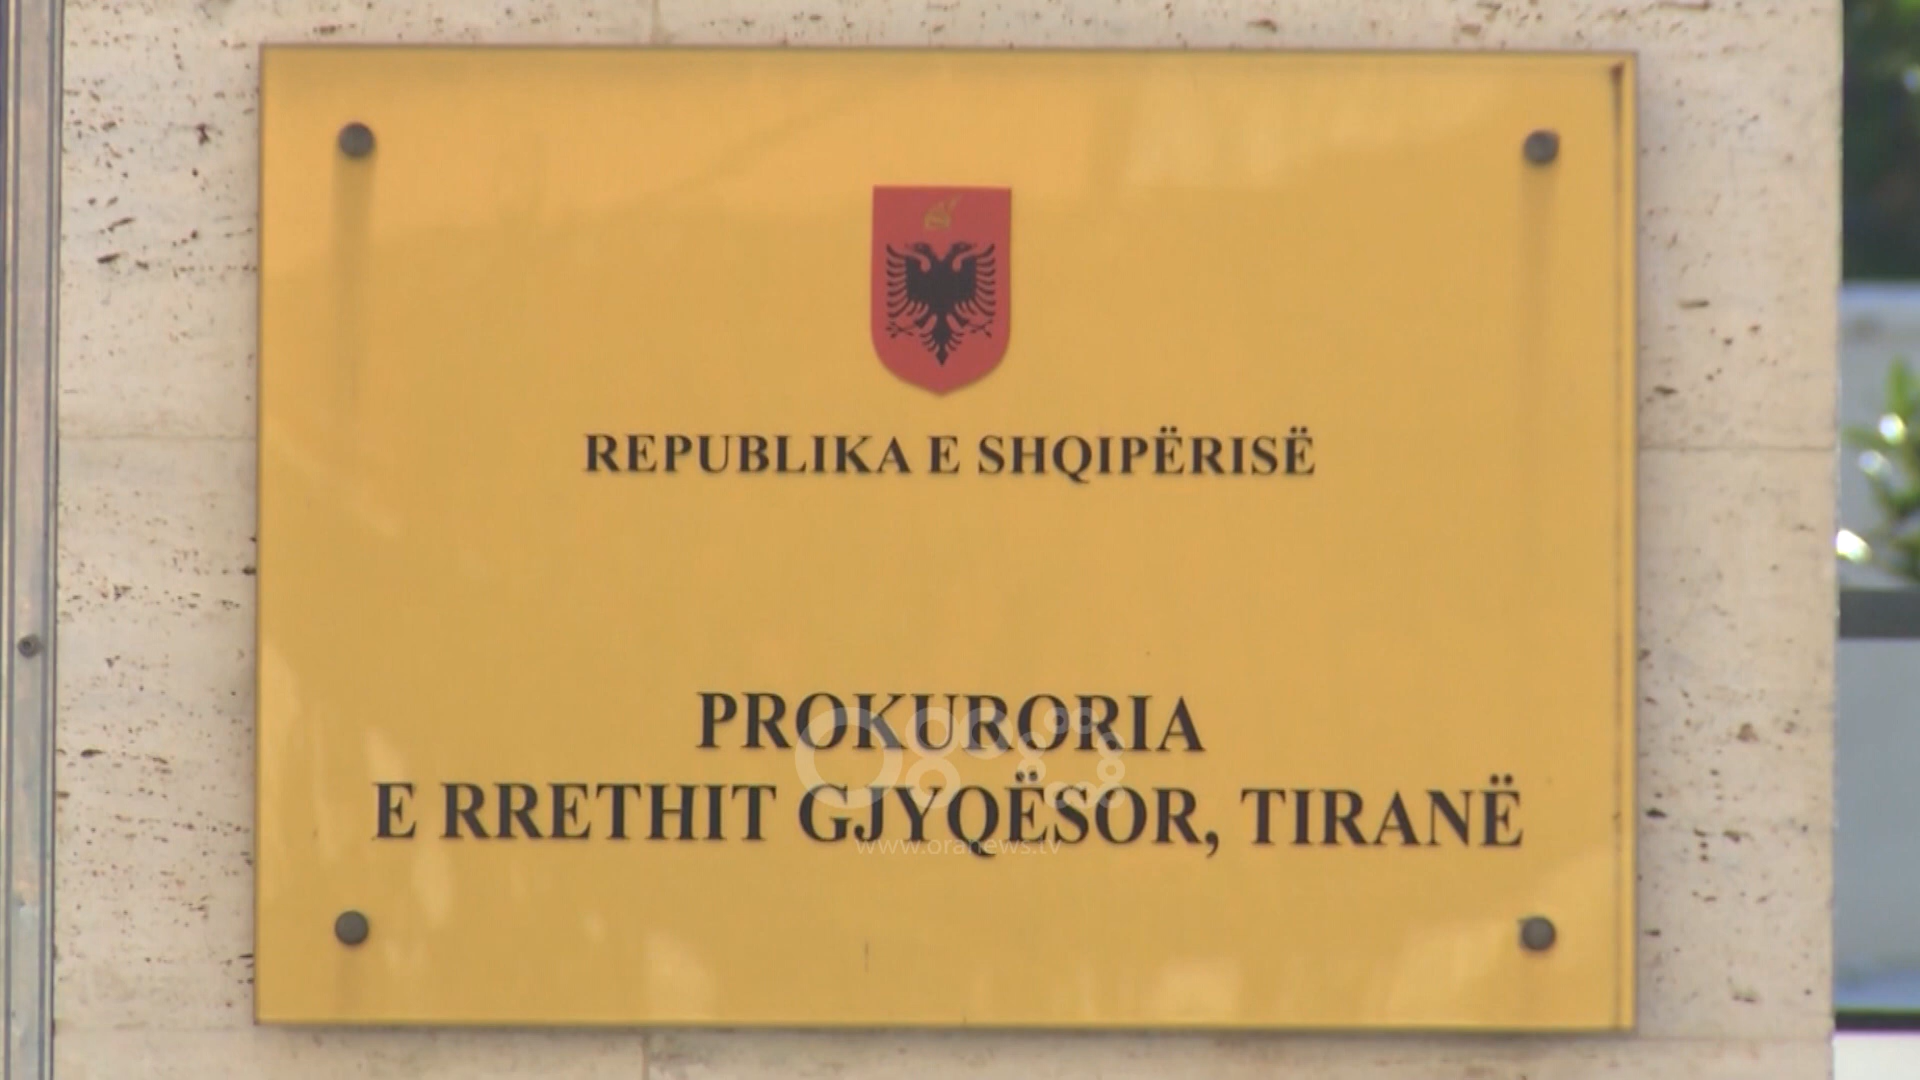 REPUBLIKA E SHQIPËRISË
PROKURORIA
E RRETHIT GJYQËSOR, TIRANË
www.oranews.tv